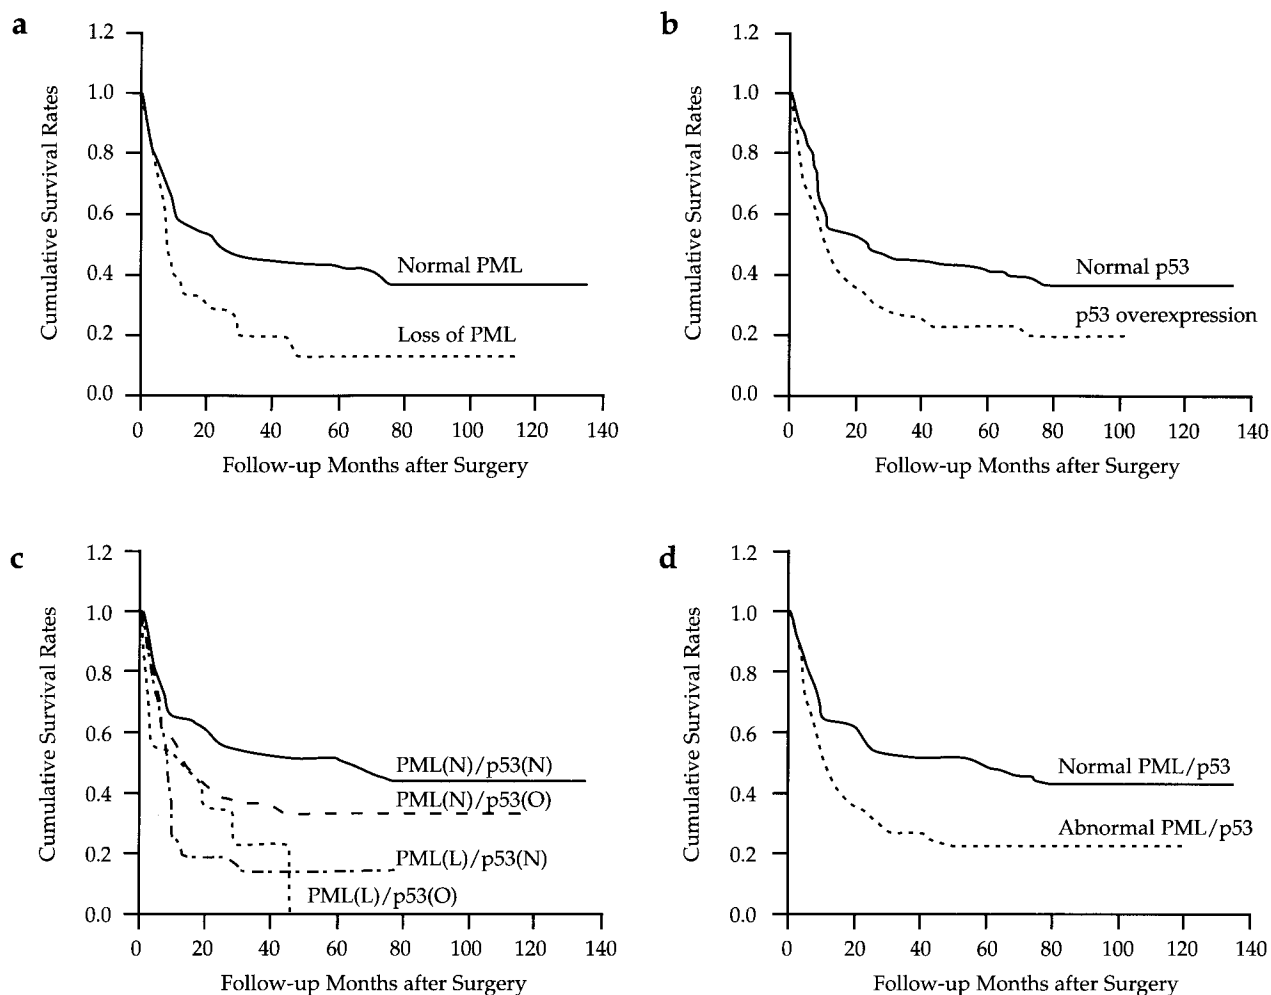 a
1.2
1.0
0.8
0.6
0.4
0.2
0.0
Cumulative Survival Rates
Normal PML
Loss of PML
0 20 40 60 80 100 120 140
Follow-up Months after Surgery
b
1.2
1.0
0.8
0.6
0.4
0.2
0.0
Cumulative Survival Rates
Normal p53
p53 overexpression
0 20 40 60 80 100 120 140
Follow-up Months after Surgery
c
1.2
1.0
0.8
0.6
0.4
0.2
0.0
Cumulative Survival Rates
PML(N)/p53(N)
PML(N)/p53(O)
PML(L)/p53(N)
PML(L)/p53(O)
0 20 40 60 80 100 120 140
Follow-up Months after Surgery
d
1.2
1.0
0.8
0.6
0.4
0.2
0.0
Cumulative Survival Rates
Normal PML/p53
Abnormal PML/p53
0 20 40 60 80 100 120 140
Follow-up Months after Surgery